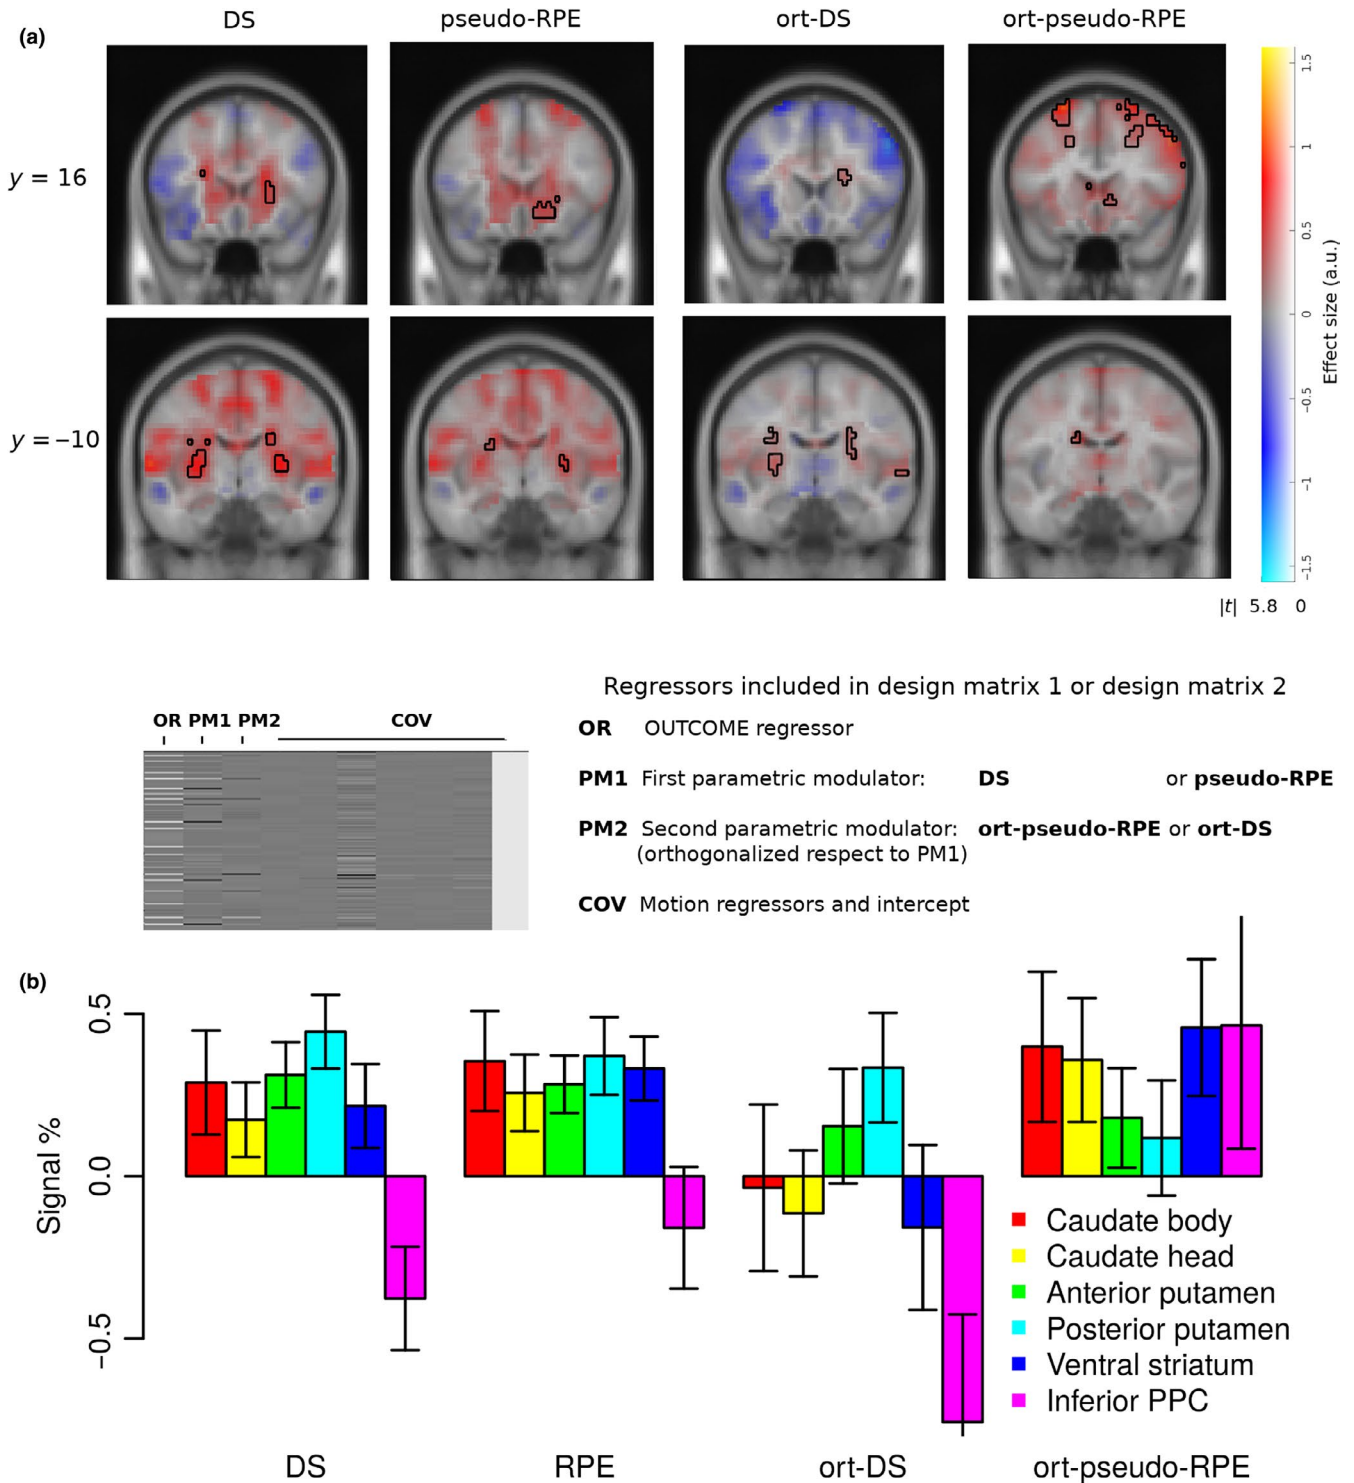 DS pseudo-RPE ort-DS ort-pseudo-RPE
(a)
y = 16
y = –10
1.5
1
0.5
0
−0.5
−1
−1.5
Effect size (a.u.)
|t| 5.8 0
Regressors included in design matrix 1 or design matrix 2
OR PM1 PM2 COV
OR OUTCOME regressor
PM1 First parametric modulator: DS or pseudo-RPE
PM2 Second parametric modulator: ort-pseudo-RPE or ort-DS
(orthogonalized respect to PM1)
COV Motion regressors and intercept
(b)
Signal %
0.5
0.0
−0.5
Caudate body
Caudate head
Anterior putamen
Posterior putamen
Ventral striatum
Inferior PPC
DS RPE ort-DS ort-pseudo-RPE